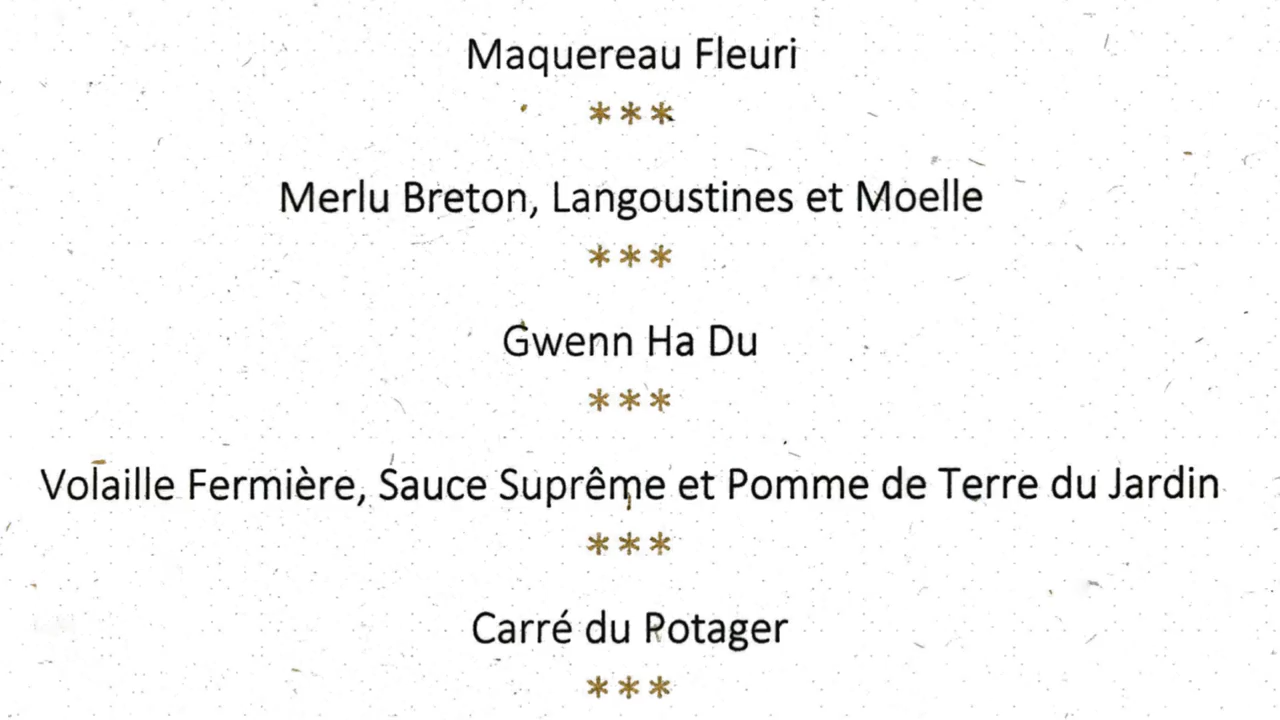 Maquereau Fleuri
***
Merlu Breton, Langoustines et Moelle
***
Gwenn Ha Du
***
Volaille Fermière, Sauce Suprême et Pomme de Terre du Jardin
***
Carré du Potager
***